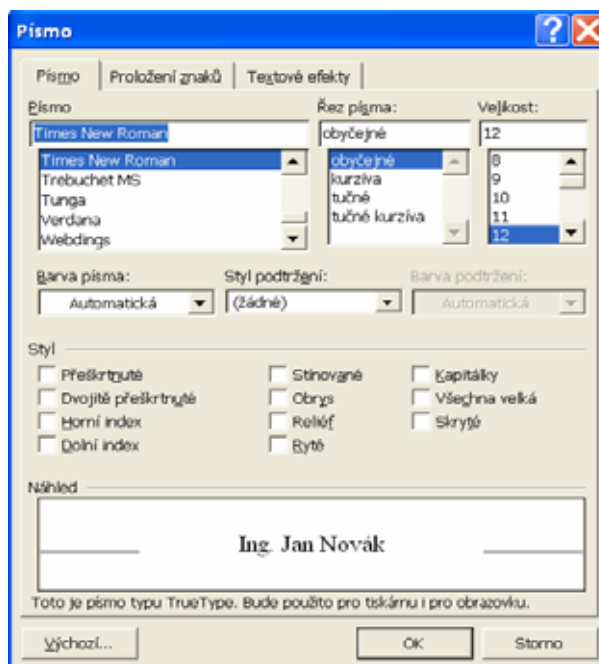 Písmo
Písmo Proložení znaků Textové efekty
Písmo Řez písma: Velikost:
Times New Roman obyčejné 12
Times New Roman obyčejné 8
Trebuchet MS kurzíva 9
Tunga tučné 10
Verdana tučné kurzíva 11
Webdings 12
Barva písma: Styl podtržení: Barva podtržení:
Automatická (žádné) Automatická
Styl
Přeškrtnuté Stínované Kapitálky
Dvojitě přeškrtnuté Obrys Všechna velká
Horní index Reliéf Skryté
Dolní index Ryté
Náhled
Ing. Jan Novák
Toto je písmo typu TrueType. Bude použito pro tiskárnu i pro obrazovku.
Výchozí... OK Storno